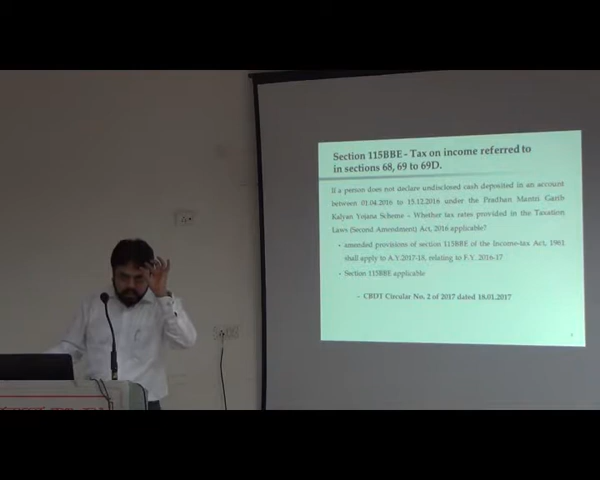 Section 115BBE - Tax on income referred to
in sections 68, 69 to 69D.
If a person does not declare undisclosed cash deposited in an account
between 01.04.2016 to 15.12.2016 under the Pradhan Mantri Garib
Kalyan Yojana Scheme - Whether tax rates provided in the Taxation
Laws (Second Amendment) Act, 2016 applicable?
• amended provisions of section 115BBE of the Income-tax Act, 1961
shall apply to A.Y.2017-18, relating to F.Y. 2016-17
• Section 115BBE applicable
– CBDT Circular No. 2 of 2017 dated 18.01.2017